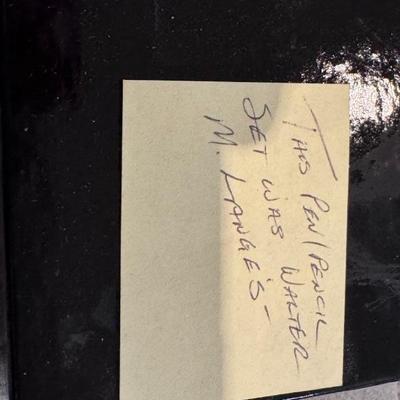 THIS PEN/PENCIL
SET WAS WALTER
M. LANGE'S-